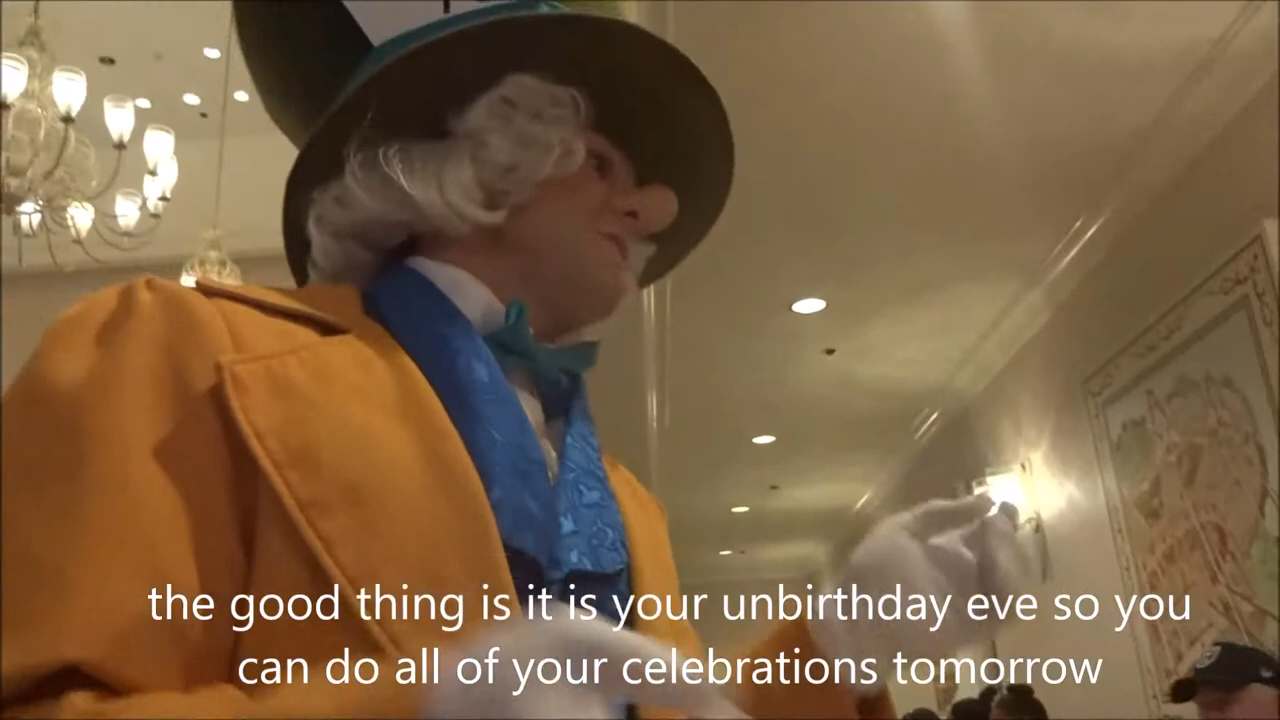 the good thing is it is your unbirthday eve so you
can do all of your celebrations tomorrow